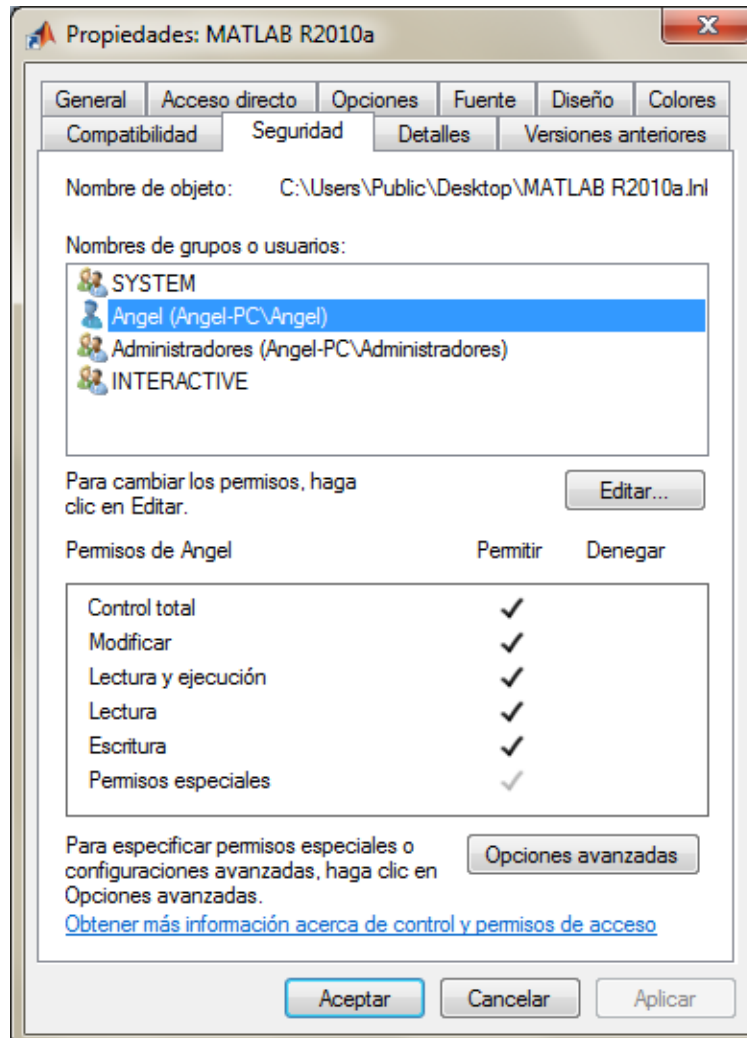 Propiedades: MATLAB R2010a
General Acceso directo Opciones Fuente Diseño Colores
Compatibilidad Seguridad Detalles Versiones anteriores
Nombre de objeto: C:\Users\Public\Desktop\MATLAB R2010a.lnk
Nombres de grupos o usuarios:
SYSTEM
Angel (Angel-PC\Angel)
Administradores (Angel-PC\Administradores)
INTERACTIVE
Para cambiar los permisos, haga
clic en Editar.
Editar...
Permisos de Angel Permitir Denegar
Control total
Modificar
Lectura y ejecución
Lectura
Escritura
Permisos especiales
Para especificar permisos especiales o
configuraciones avanzadas, haga clic en
Opciones avanzadas.
Opciones avanzadas
Obtener más información acerca de control y permisos de acceso
Aceptar Cancelar Aplicar